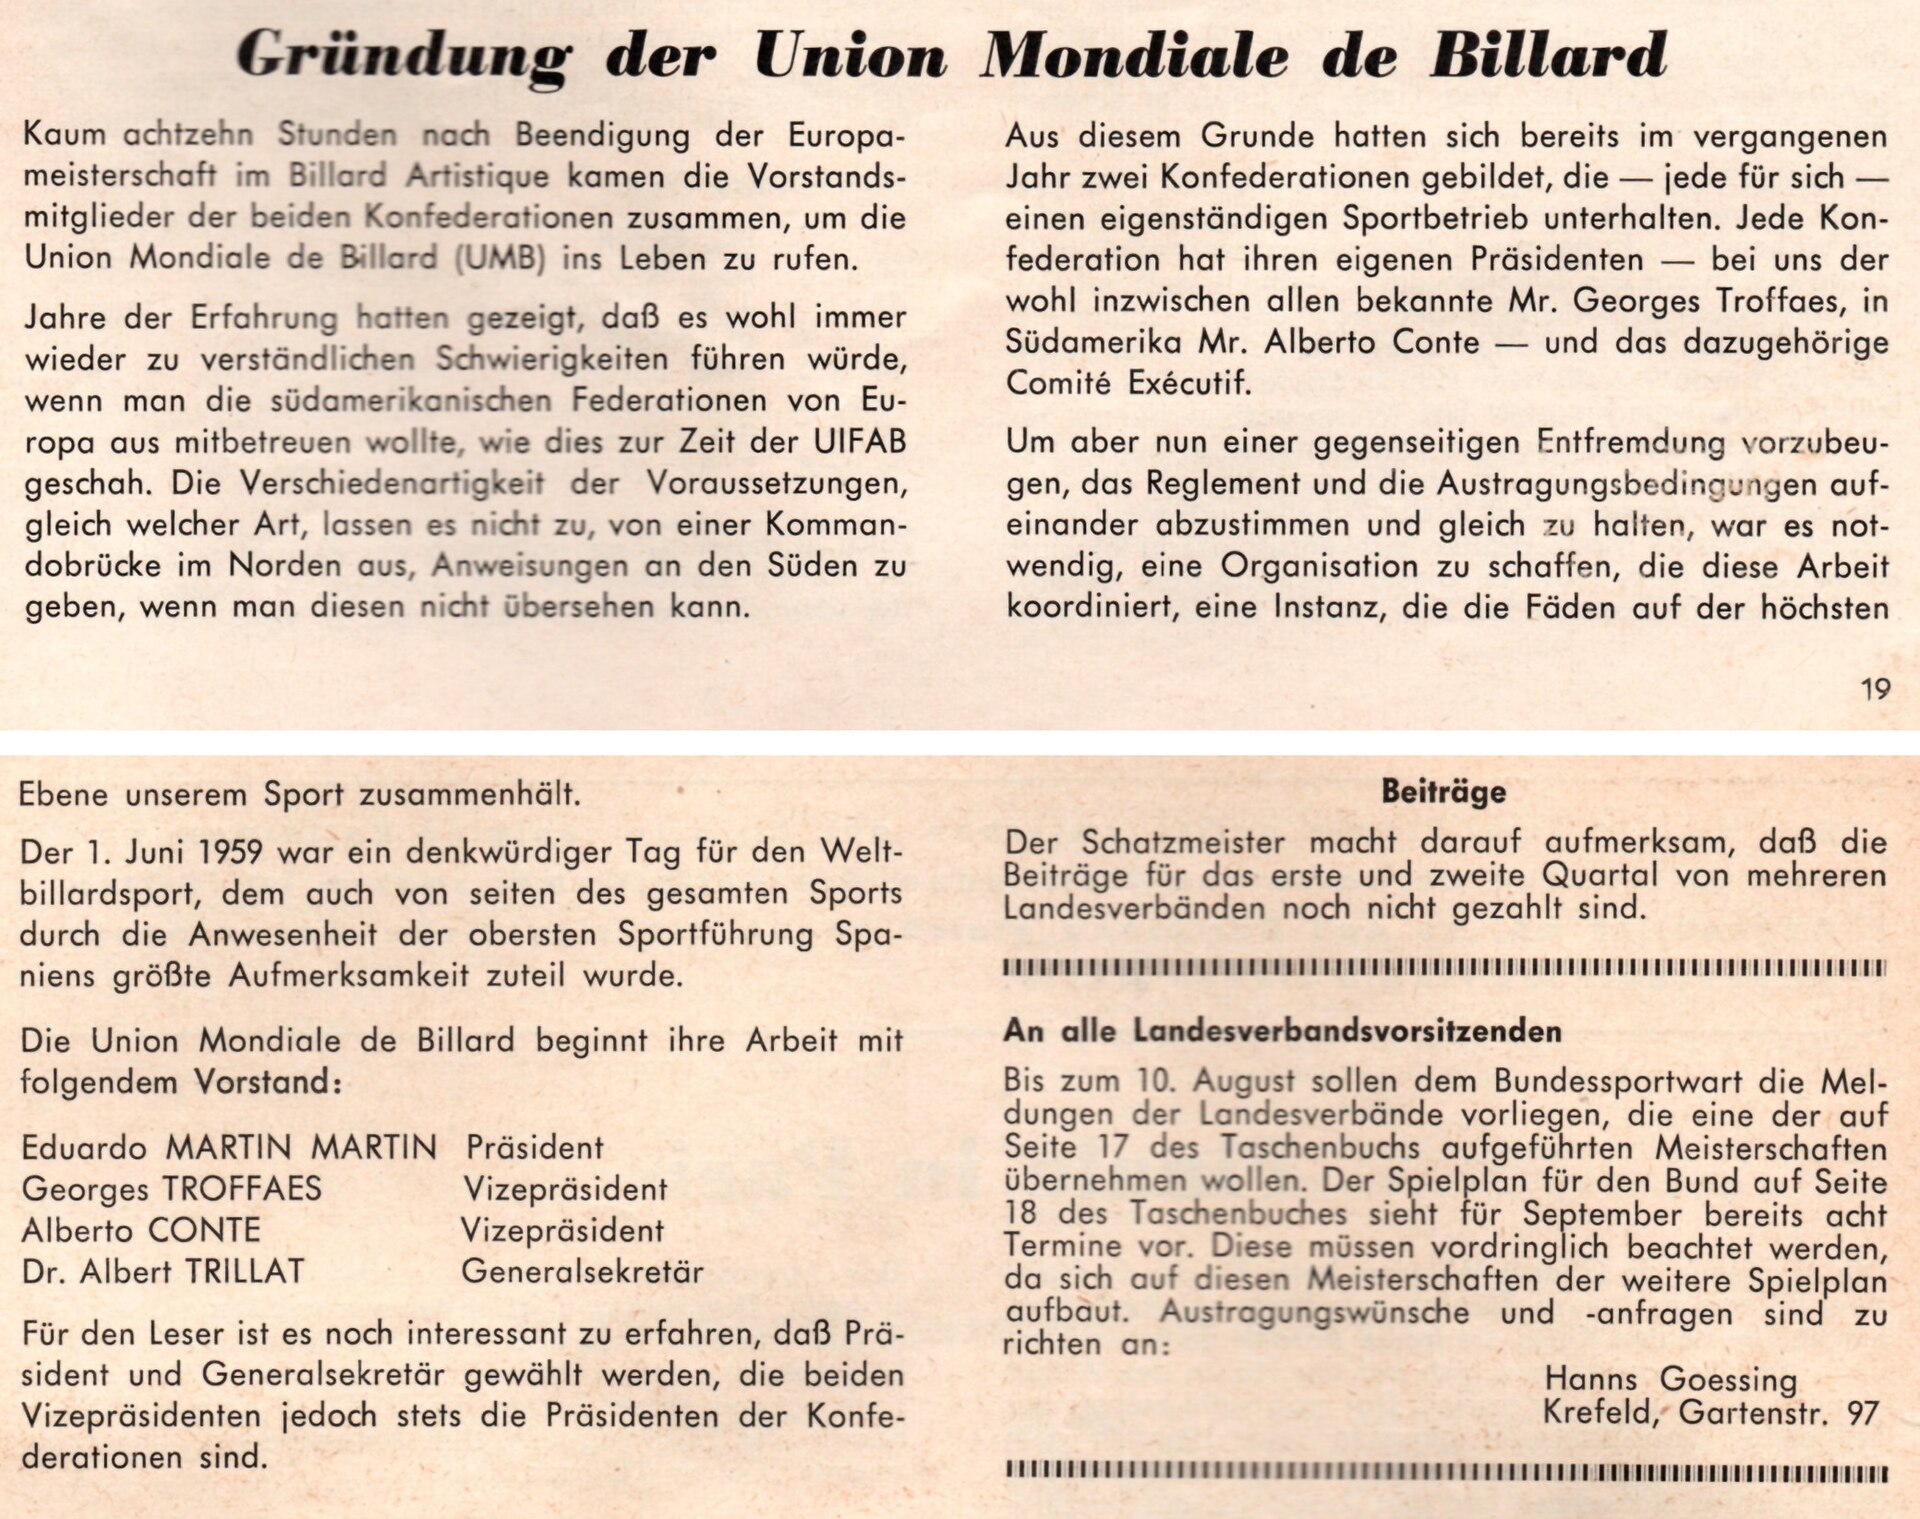 Gründung der Union Mondiale de Billard
Kaum achtzehn Stunden nach Beendigung der Europa-
meisterschaft im Billard Artistique kamen die Vorstands-
mitglieder der beiden Konfederationen zusammen, um die
Union Mondiale de Billard (UMB) ins Leben zu rufen.
Jahre der Erfahrung hatten gezeigt, daß es wohl immer
wieder zu verständlichen Schwierigkeiten führen würde,
wenn man die südamerikanischen Federationen von Eu-
ropa aus mitbetreuen wollte, wie dies zur Zeit der UIFAB
geschah. Die Verschiedenartigkeit der Voraussetzungen,
gleich welcher Art, lassen es nicht zu, von einer Komman-
dobrücke im Norden aus, Anweisungen an den Süden zu
geben, wenn man diesen nicht übersehen kann.
Aus diesem Grunde hatten sich bereits im vergangenen
Jahr zwei Konfederationen gebildet, die — jede für sich —
einen eigenständigen Sportbetrieb unterhalten. Jede Kon-
federation hat ihren eigenen Präsidenten — bei uns der
wohl inzwischen allen bekannte Mr. Georges Troffaes, in
Südamerika Mr. Alberto Conte — und das dazugehörige
Comité Exécutif.
Um aber nun einer gegenseitigen Entfremdung vorzubeu-
gen, das Reglement und die Austragungsbedingungen auf-
einander abzustimmen und gleich zu halten, war es not-
wendig, eine Organisation zu schaffen, die diese Arbeit
koordiniert, eine Instanz, die die Fäden auf der höchsten
19
Ebene unserem Sport zusammenhält.
Der 1. Juni 1959 war ein denkwürdiger Tag für den Welt-
billardsport, dem auch von seiten des gesamten Sports
durch die Anwesenheit der obersten Sportführung Spa-
niens größte Aufmerksamkeit zuteil wurde.
Die Union Mondiale de Billard beginnt ihre Arbeit mit
folgendem Vorstand:
Eduardo MARTIN MARTIN Präsident
Georges TROFFAES Vizepräsident
Alberto CONTE Vizepräsident
Dr. Albert TRILLAT Generalsekretär
Für den Leser ist es noch interessant zu erfahren, daß Prä-
sident und Generalsekretär gewählt werden, die beiden
Vizepräsidenten jedoch stets die Präsidenten der Konfe-
derationen sind.
Beiträge
Der Schatzmeister macht darauf aufmerksam, daß die
Beiträge für das erste und zweite Quartal von mehreren
Landesverbänden noch nicht gezahlt sind.
An alle Landesverbandsvorsitzenden
Bis zum 10. August sollen dem Bundessportwart die Mel-
dungen der Landesverbände vorliegen, die eine der auf
Seite 17 des Taschenbuchs aufgeführten Meisterschaften
übernehmen wollen. Der Spielplan für den Bund auf Seite
18 des Taschenbuches sieht für September bereits acht
Termine vor. Diese müssen vordringlich beachtet werden,
da sich auf diesen Meisterschaften der weitere Spielplan
aufbaut. Austragungswünsche und -anfragen sind zu
richten an:
Hanns Goessing
Krefeld, Gartenstr. 97